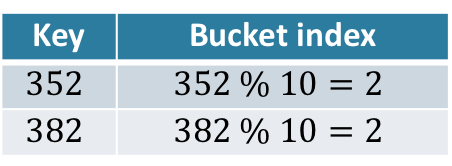 Key Bucket index
352 352 % 10 = 2
382 382 % 10 = 2